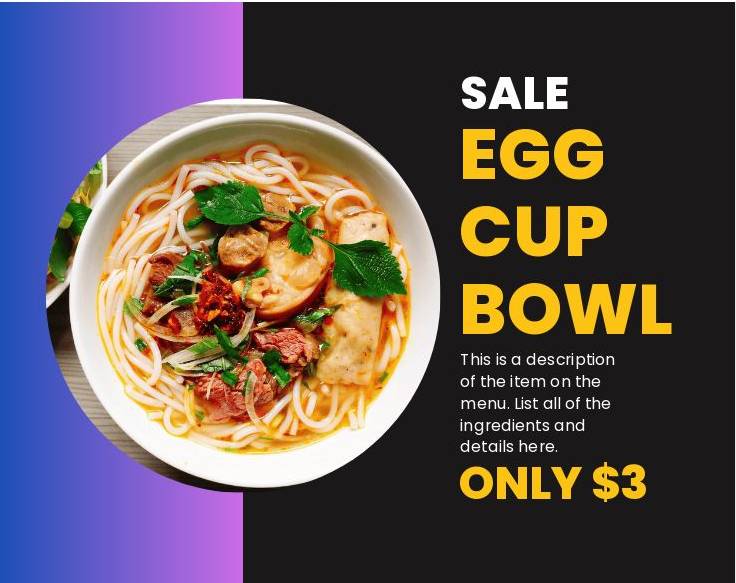 SALE
EGG
CUP
BOWL
This is a description
of the item on the
menu. List all of the
ingredients and
details here.
ONLY $3